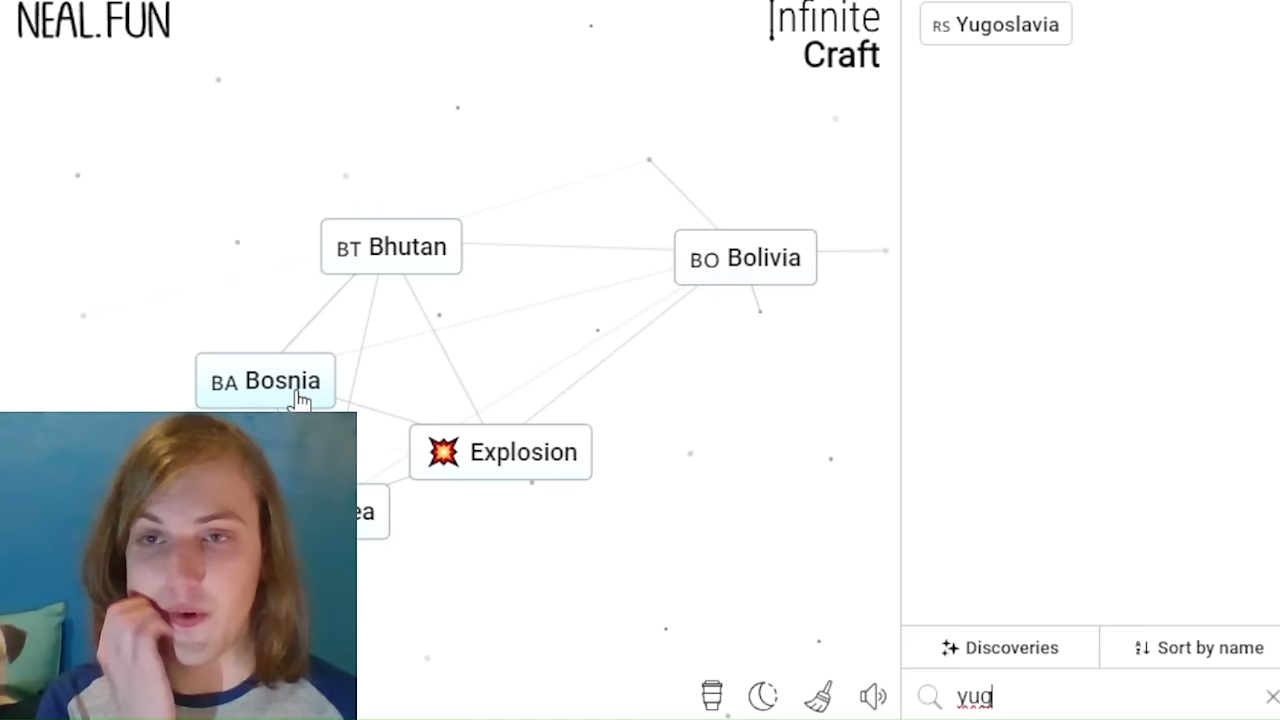 NEAL.FUN
Infinite
Craft
RS Yugoslavia
BT Bhutan
BO Bolivia
BA Bosnia
Explosion
ea
Discoveries
Sort by name
yug